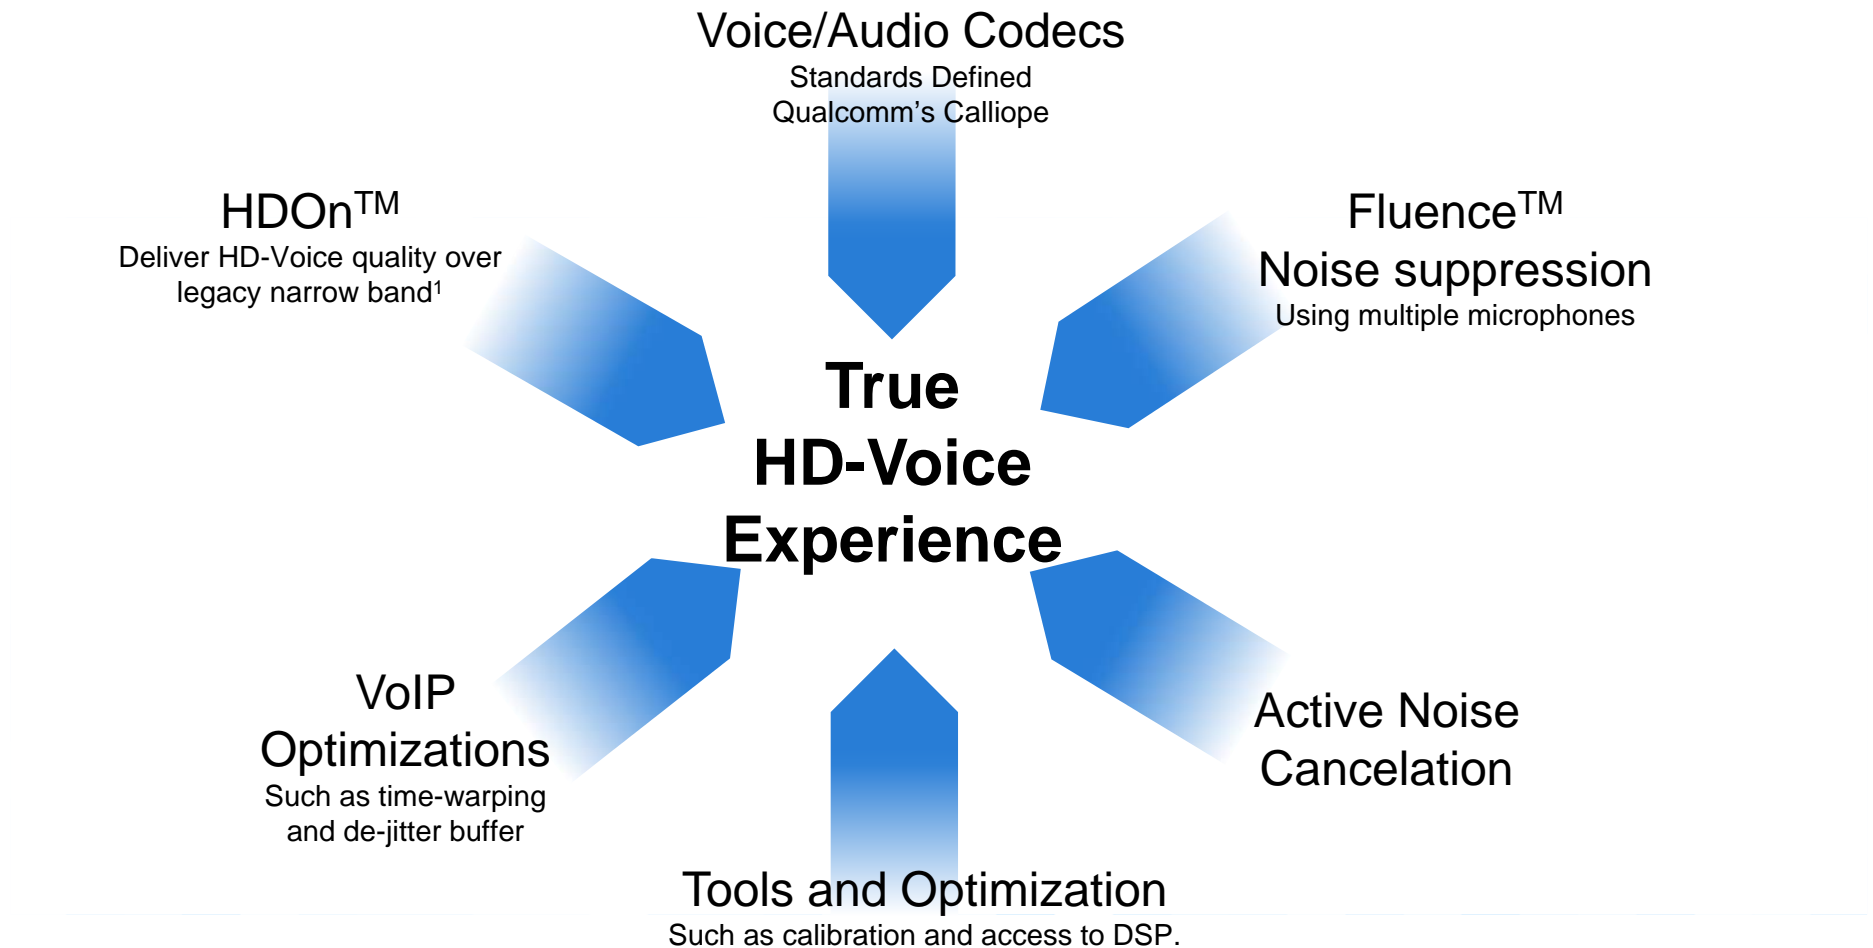 Voice/Audio Codecs
Standards Defined
Qualcomm's Calliope
HDOn™
Deliver HD-Voice quality over
legacy narrow band¹
Fluence™
Noise suppression
Using multiple microphones
True
HD-Voice
Experience
VoIP
Optimizations
Such as time-warping
and de-jitter buffer
Active Noise
Cancelation
Tools and Optimization
Such as calibration and access to DSP.